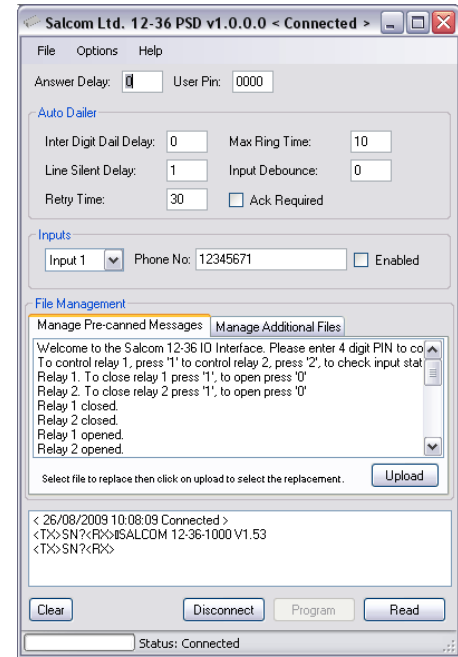 Salcom Ltd. 12-36 PSD v1.0.0.0 < Connected >
File Options Help
Answer Delay: 0 User Pin: 0000
Auto Dailer
Inter Digit Dail Delay: 0 Max Ring Time: 10
Line Silent Delay: 1 Input Debounce: 0
Retry Time: 30 Ack Required
Inputs
Input 1 Phone No: 12345671 Enabled
File Management
Manage Pre-canned Messages Manage Additional Files
Welcome to the Salcom 12-36 IO Interface. Please enter 4 digit PIN to co
To control relay 1, press '1' to control relay 2, press '2', to check input stat
Relay 1. To close relay 1 press '1', to open press '0'
Relay 2. To close relay 2 press '1', to open press '0'
Relay 1 closed.
Relay 2 closed.
Relay 1 opened.
Relay 2 opened.
Select file to replace then click on upload to select the replacement. Upload
< 26/08/2009 10:08:09 Connected >
<TX>SN?<RX>SALCOM 12-36-1000 V1.53
<TX>SN?<RX>
Clear Disconnect Program Read
Status: Connected